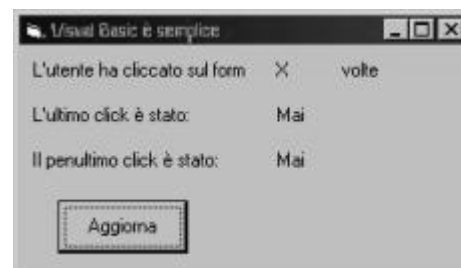 Visual Basic è semplice
L'utente ha cliccato sul form X volte
L'ultimo click è stato: Mai
Il penultimo click è stato: Mai
Aggiorna